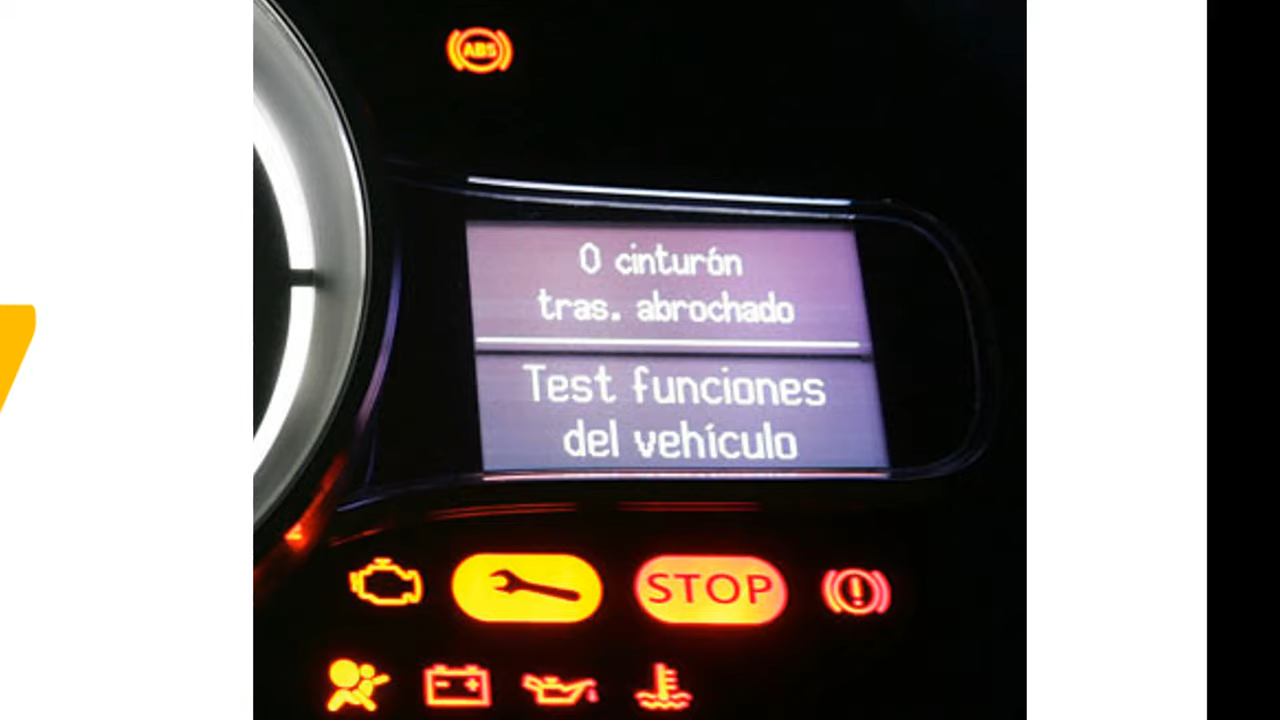 ABS
0 cinturón
tras. abrochado
Test funciones
del vehículo
STOP